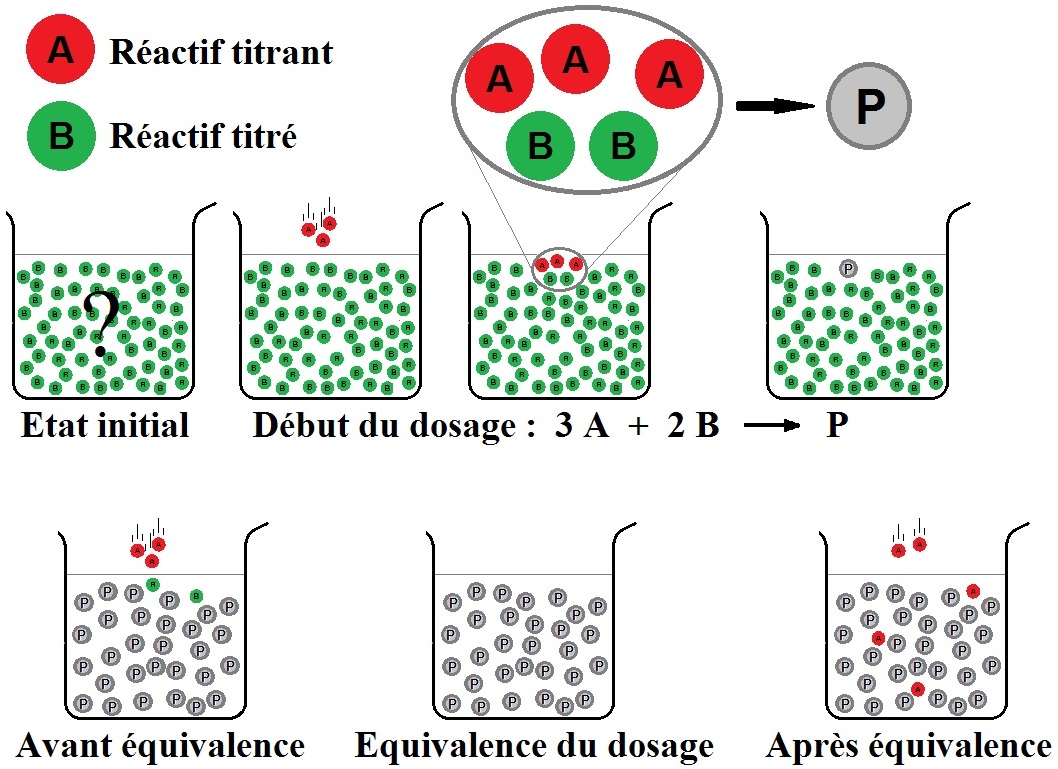 A Réactif titrant
B Réactif titré
A A A
B B
P
?
Etat initial
Début du dosage : 3 A + 2 B → P
Avant équivalence
Equivalence du dosage
Après équivalence